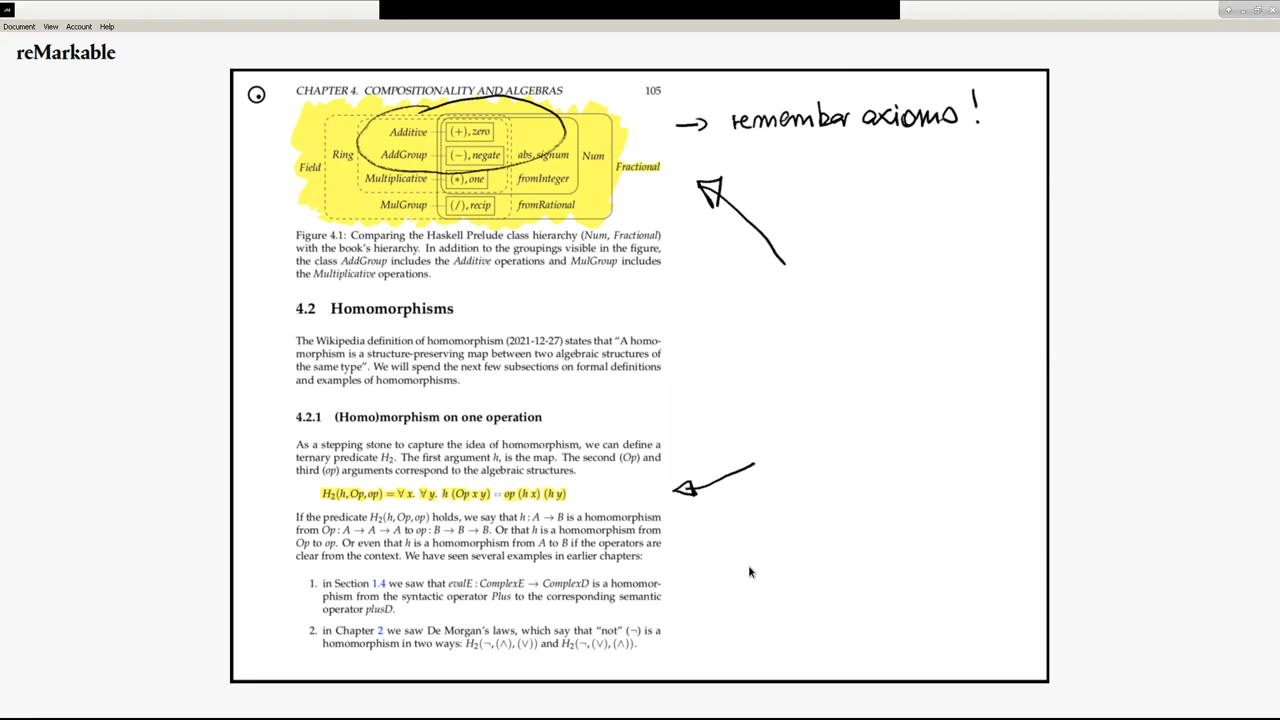 Document View Account Help
reMarkable
CHAPTER 4. COMPOSITIONALITY AND ALGEBRAS 105
→ remember axioms!
Additive (+), zero
Ring AddGroup (−), negate abs, signum Num
Field Fractional
Multiplicative (∗), one fromInteger
MulGroup (/), recip fromRational
Figure 4.1: Comparing the Haskell Prelude class hierarchy (Num, Fractional)
with the book's hierarchy. In addition to the groupings visible in the figure,
the class AddGroup includes the Additive operations and MulGroup includes
the Multiplicative operations.
4.2 Homomorphisms
The Wikipedia definition of homomorphism (2021-12-27) states that "A homo-
morphism is a structure-preserving map between two algebraic structures of
the same type". We will spend the next few subsections on formal definitions
and examples of homomorphisms.
4.2.1 (Homo)morphism on one operation
As a stepping stone to capture the idea of homomorphism, we can define a
ternary predicate H₂. The first argument h, is the map. The second (Op) and
third (op) arguments correspond to the algebraic structures.
H₂(h,Op,op) = ∀ x. ∀ y. h (Op x y) == op (h x) (h y)
If the predicate H₂(h,Op,op) holds, we say that h : A → B is a homomorphism
from Op : A → A → A to op : B → B → B. Or that h is a homomorphism from
Op to op. Or even that h is a homomorphism from A to B if the operators are
clear from the context. We have seen several examples in earlier chapters:
1. in Section 1.4 we saw that evalE : ComplexE → ComplexD is a homomor-
phism from the syntactic operator Plus to the corresponding semantic
operator plusD.
2. in Chapter 2 we saw De Morgan's laws, which say that "not" (¬) is a
homomorphism in two ways: H₂(¬,(∧),(∨)) and H₂(¬,(∨),(∧)).